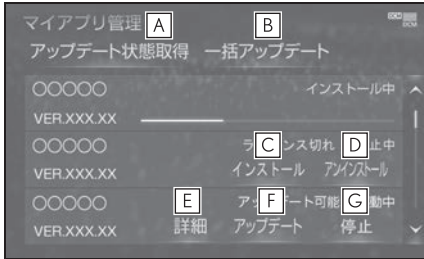 マイアプリ管理 A B
DCM
アップデート状態取得 一括アップデート
○○○○○ インストール中
VER.XXX.XX
○○○○○ C D 止中
VER.XXX.XX インストール アンインストール
○○○○○ E F G 動中
VER.XXX.XX 詳細 アップデート 停止